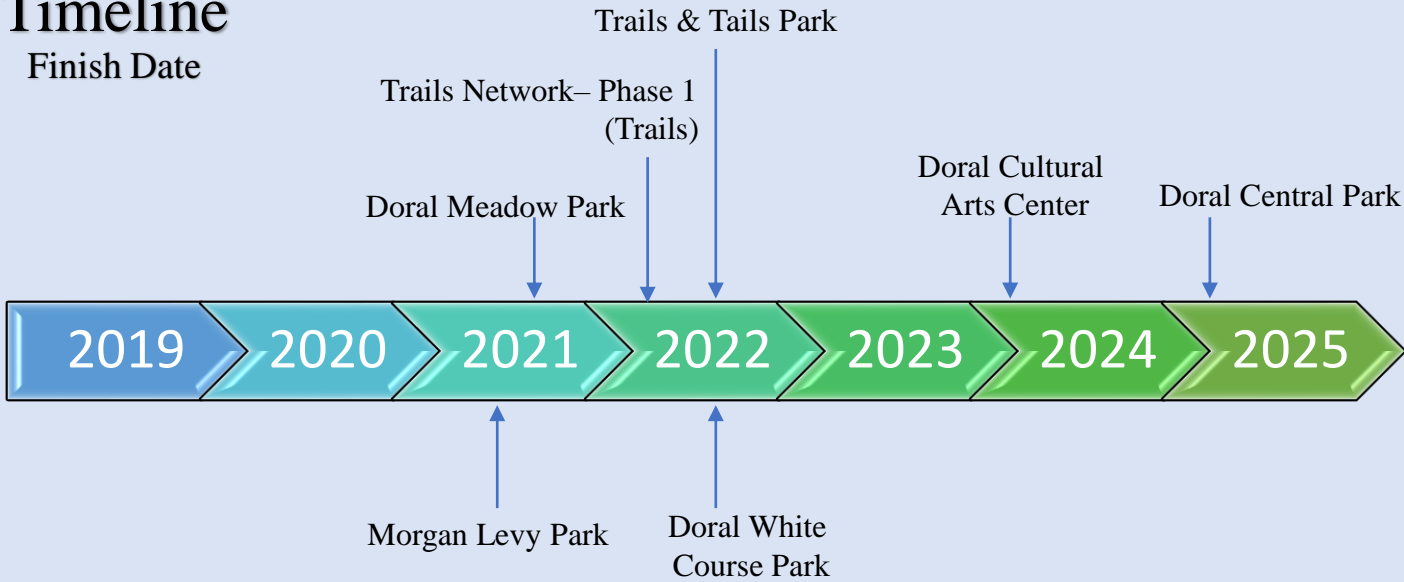 Timeline
Finish Date
Trails & Tails Park
Trails Network– Phase 1
(Trails)
Doral Meadow Park
Doral Cultural
Arts Center
Doral Central Park
2019
2020
2021
2022
2023
2024
2025
Morgan Levy Park
Doral White
Course Park